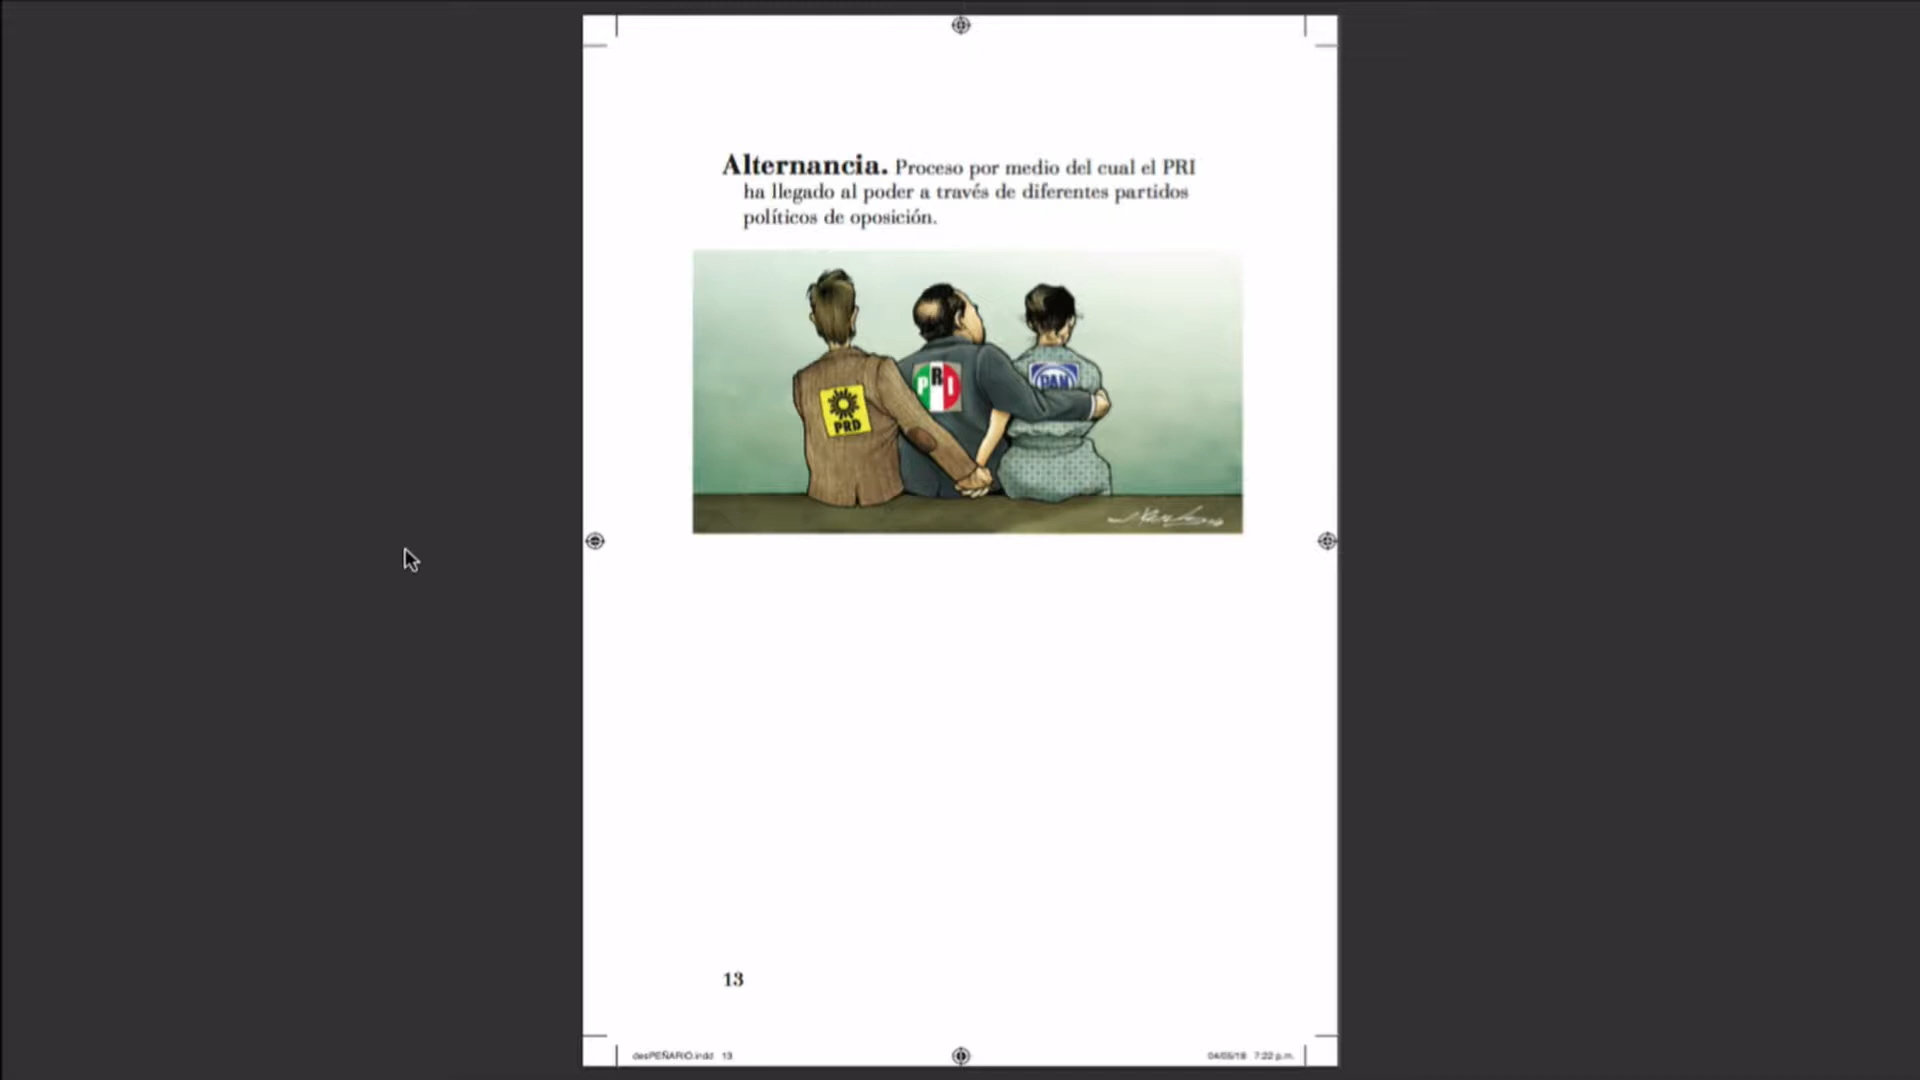 Alternancia. Proceso por medio del cual el PRI
ha llegado al poder a través de diferentes partidos
políticos de oposición.
PRD
PRI
PAN
13
desPEÑARIO.indd 13
04/05/18 7:22 p.m.